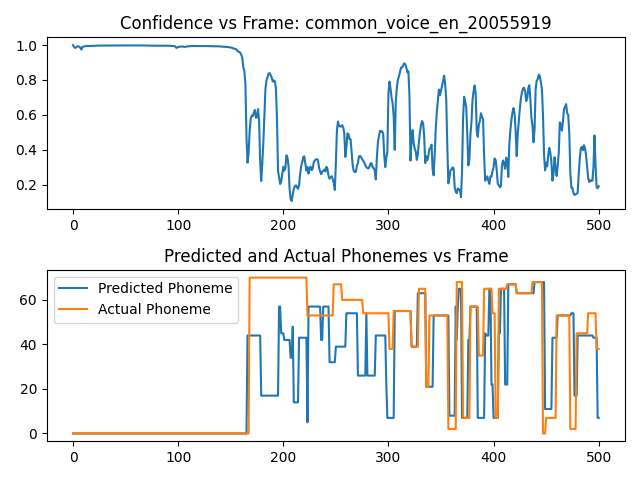 Confidence vs Frame: common_voice_en_20055919
1.0
0.8
0.6
0.4
0.2
0 100 200 300 400 500
Predicted and Actual Phonemes vs Frame
Predicted Phoneme
Actual Phoneme
60
40
20
0
0 100 200 300 400 500